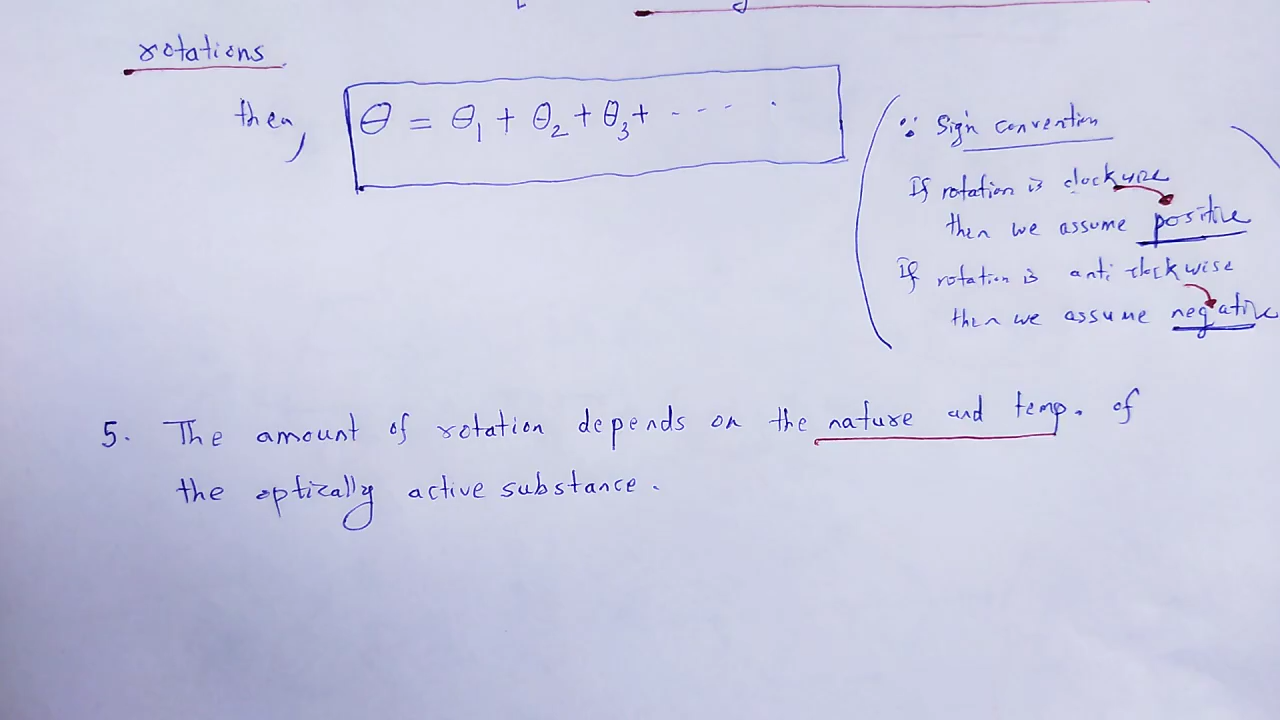 rotations
then, θ = θ₁ + θ₂ + θ₃ + ---- .
∵ Sign convention
If rotation is clockwise
then we assume positive
If rotation is anti clockwise
then we assume negative
5. The amount of rotation depends on the nature and temp. of
the optically active substance.